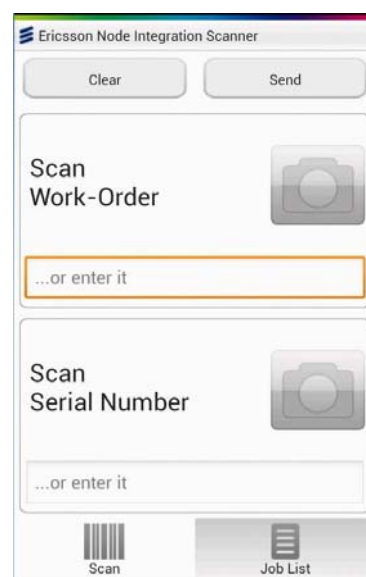 Ericsson Node Integration Scanner
Clear
Send
Scan
Work-Order
...or enter it
Scan
Serial Number
...or enter it
Scan
Job List